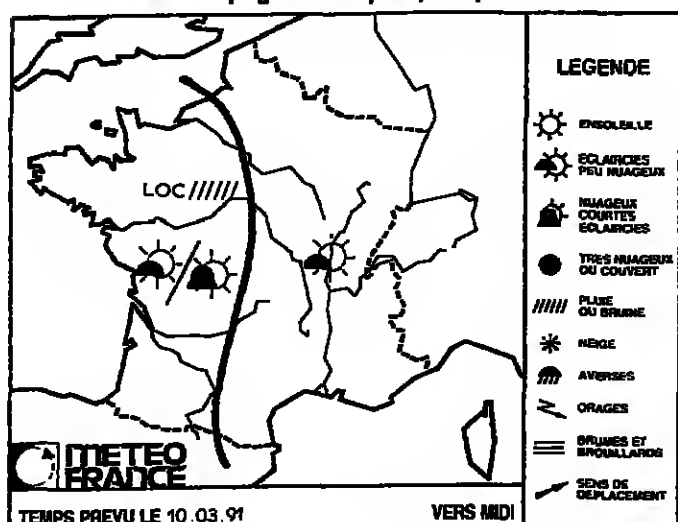 LOC //////
METEO
FRANCE
TEMPS PREVU LE 10.03.91 VERS MIDI
LEGENDE
ENSOLEILLE
ECLAIRCIES
PEU NUAGEUX
NUAGEUX
COURTES
ECLAIRCIES
TRES NUAGEUX
OU COUVERT
PLUIE
OU BRUINE
NEIGE
AVERSES
ORAGES
BRUMES ET
BROUILLARDS
SENS DE
DEPLACEMENT